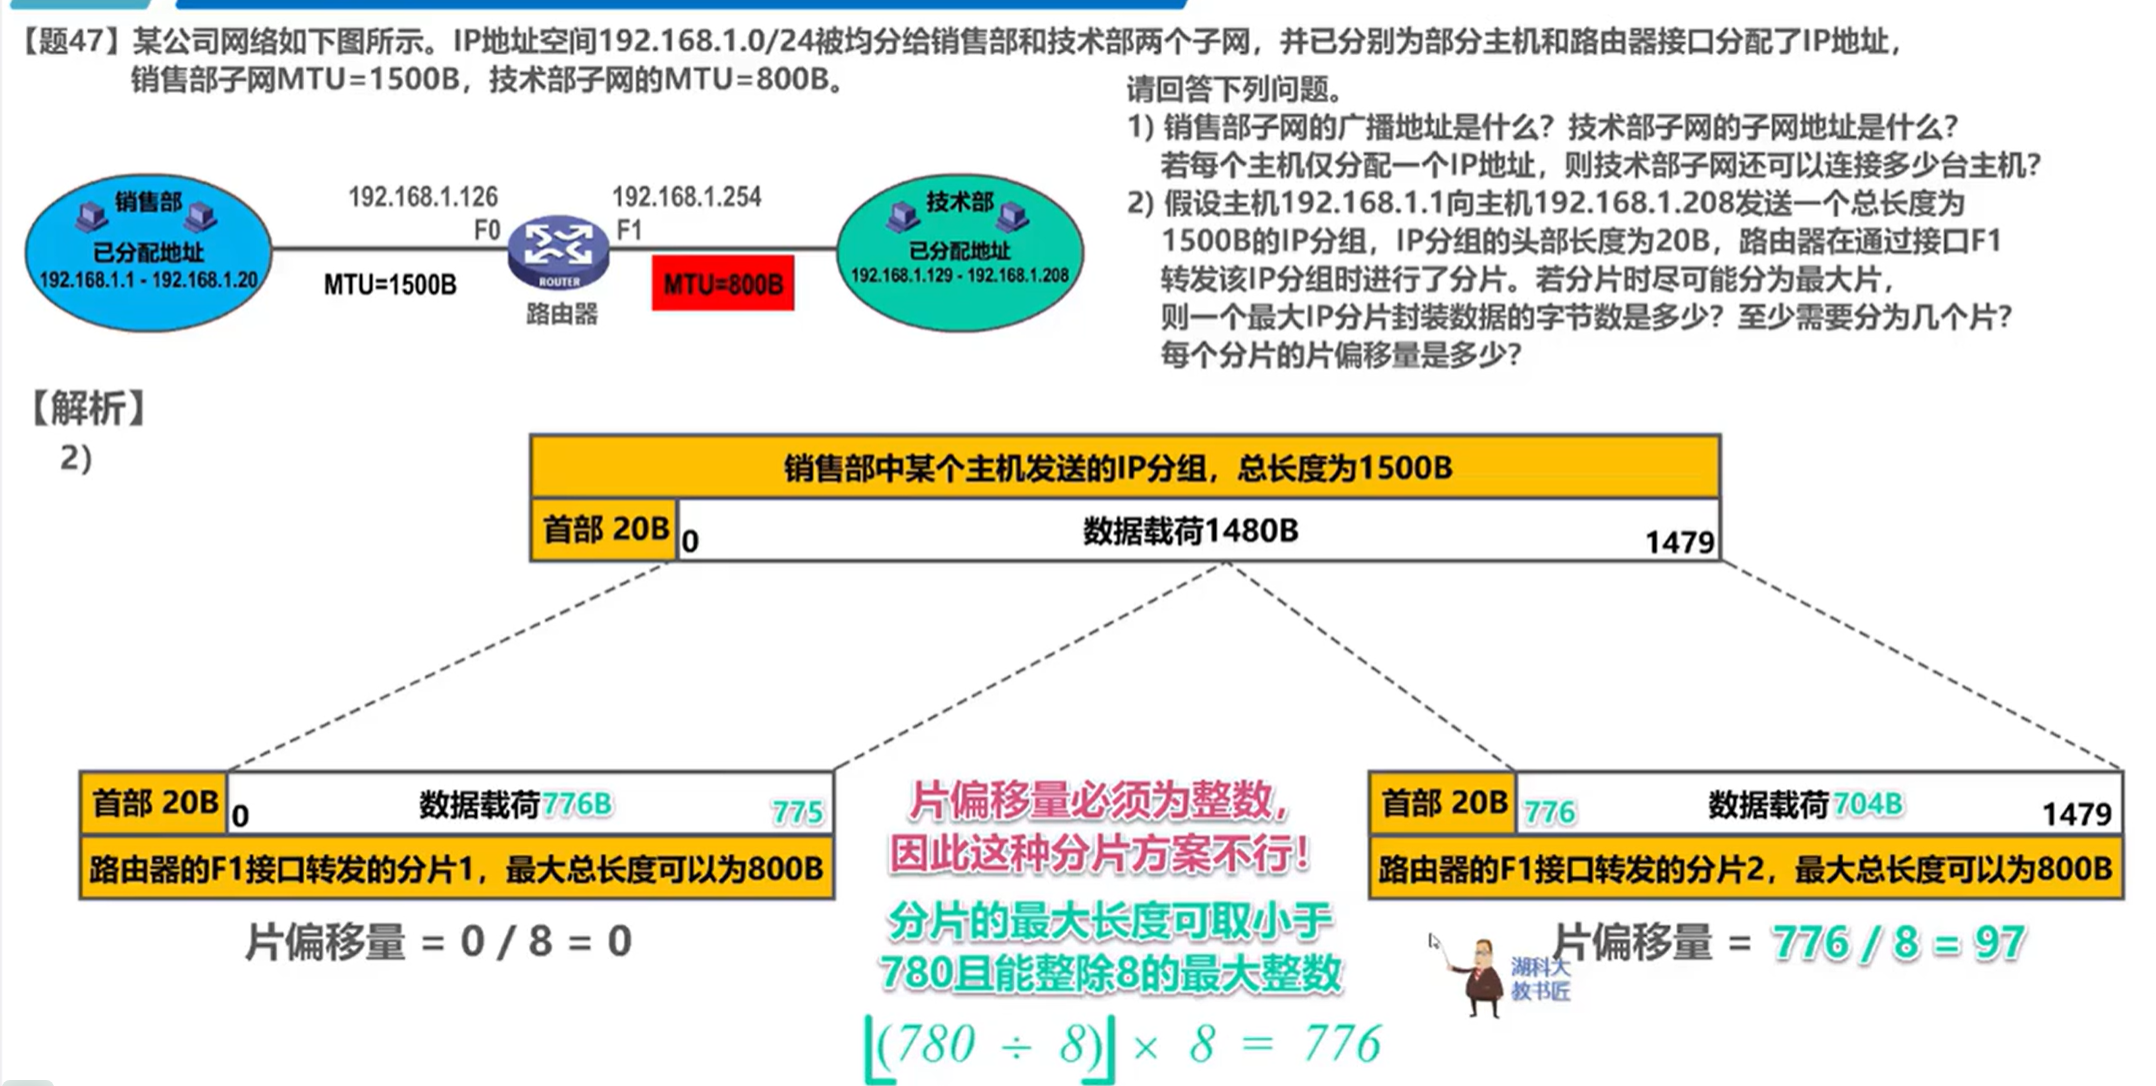 【题47】某公司网络如下图所示。IP地址空间192.168.1.0/24被均分给销售部和技术部两个子网，并已分别为部分主机和路由器接口分配了IP地址，
销售部子网MTU=1500B，技术部子网的MTU=800B。
请回答下列问题。
1) 销售部子网的广播地址是什么？技术部子网的子网地址是什么？
若每个主机仅分配一个IP地址，则技术部子网还可以连接多少台主机？
2) 假设主机192.168.1.1向主机192.168.1.208发送一个总长度为
1500B的IP分组，IP分组的头部长度为20B，路由器在通过接口F1
转发该IP分组时进行了分片。若分片时尽可能分为最大片，
则一个最大IP分片封装数据的字节数是多少？至少需要分为几个片？
每个分片的片偏移量是多少？
销售部
已分配地址
192.168.1.1 - 192.168.1.20
192.168.1.126
F0
MTU=1500B
ROUTER
路由器
192.168.1.254
F1
MTU=800B
技术部
已分配地址
192.168.1.129 - 192.168.1.208
【解析】
2)
销售部中某个主机发送的IP分组，总长度为1500B
首部 20B 0 数据载荷1480B 1479
首部 20B 0 数据载荷776B 775
路由器的F1接口转发的分片1，最大总长度可以为800B
片偏移量 = 0 / 8 = 0
片偏移量必须为整数，
因此这种分片方案不行！
分片的最大长度可取小于
780且能整除8的最大整数
⌊(780 ÷ 8)⌋ × 8 = 776
首部 20B 776 数据载荷704B 1479
路由器的F1接口转发的分片2，最大总长度可以为800B
片偏移量 = 776 / 8 = 97
湖科大
教书匠